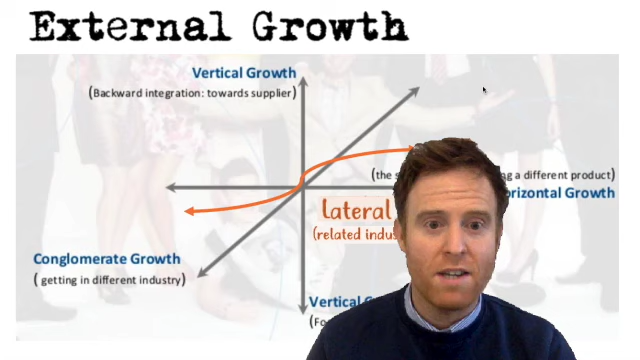 External Growth
Vertical Growth
(Backward integration: towards supplier)
(the
g a different product)
orizontal Growth
lateral
(related indus
Conglomerate Growth
( getting in different industry)
Vertical G
(Fo